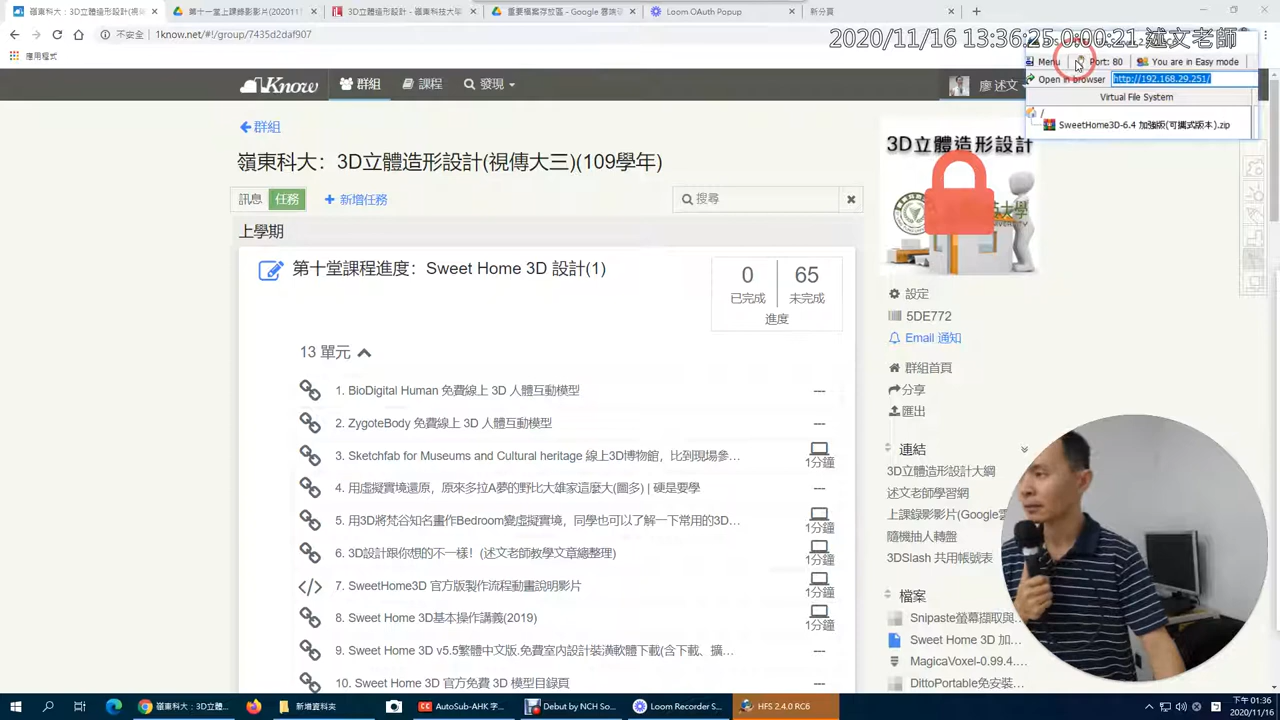 嶺東科大：3D立體造形設計(視...
第十一堂上課錄影影片(202011...
3D立體造形設計 - 嶺東科技大學...
重要檔案存放區 - Google 雲端硬...
Loom OAuth Popup
新分頁
不安全 | 1know.net/#!/group/7435d2daf907
應用程式
2020/11/16 13:36:25 0:00:21 述文老師
Menu
Port: 80
You are in Easy mode
Open in browser
http://192.168.29.251/
Virtual File System
/
SweetHome3D-6.4 加強版(可攜式版本).zip
1Know
群組
課程
發現
廖 述文
群組
嶺東科大：3D立體造形設計(視傳大三)(109學年)
訊息
任務
新增任務
搜尋
上學期
第十堂課程進度：Sweet Home 3D 設計(1)
0
已完成
65
未完成
進度
13 單元
1. BioDigital Human 免費線上 3D 人體互動模型
---
2. ZygoteBody 免費線上 3D 人體互動模型
---
3. Sketchfab for Museums and Cultural heritage 線上3D博物館，比到現場參...
1分鐘
4. 用虛擬實境還原，原來多拉A夢的野比大雄家這麼大(圖多) | 硬是要學
---
5. 用3D將梵谷知名畫作Bedroom變虛擬實境，同學也可以了解一下常用的3D...
1分鐘
6. 3D設計跟你想的不一樣！(述文老師教學文章總整理)
1分鐘
7. SweetHome3D 官方版製作流程動畫說明影片
1分鐘
8. Sweet Home 3D基本操作講義(2019)
1分鐘
9. Sweet Home 3D v5.5繁體中文版.免費室內設計裝潢軟體下載(含下載、擴...
---
10. Sweet Home 3D 官方免費 3D 模型目錄頁
---
3D立體造形設計
設定
5DE772
Email 通知
群組首頁
分享
匯出
連結
3D立體造形設計大綱
述文老師學習網
上課錄影影片(Google雲
隨機抽人轉盤
3DSlash 共用帳號表
檔案
Snipaste螢幕擷取與...
Sweet Home 3D 加...
MagicaVoxel-0.99.4....
DittoPortable免安裝...
嶺東科大：3D立體...
新增資料夾
AutoSub-AHK 字...
Debut by NCH So...
Loom Recorder S...
HFS 2.4.0 RC6
下午 01:36
2020/11/16